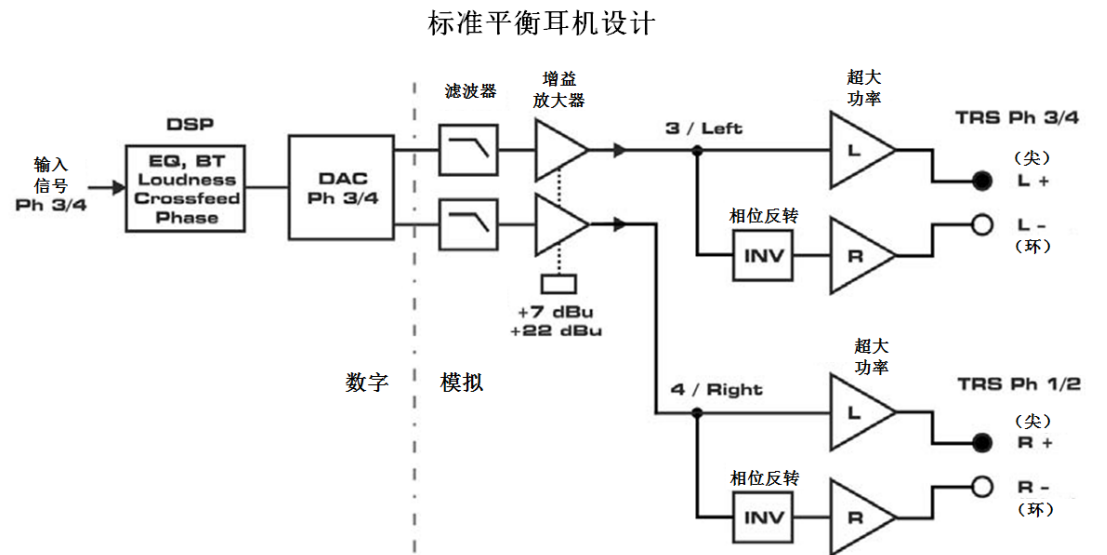 标准平衡耳机设计
输入
信号
Ph 3/4
DSP
EQ, BT
Loudness
Crossfeed
Phase
DAC
Ph 3/4
滤波器
增益
放大器
+7 dBu
+22 dBu
数字
模拟
3 / Left
超大
功率
L
相位反转
INV
R
TRS Ph 3/4
（尖）
L +
L -
（环）
4 / Right
超大
功率
L
相位反转
INV
R
TRS Ph 1/2
（尖）
R +
R -
（环）